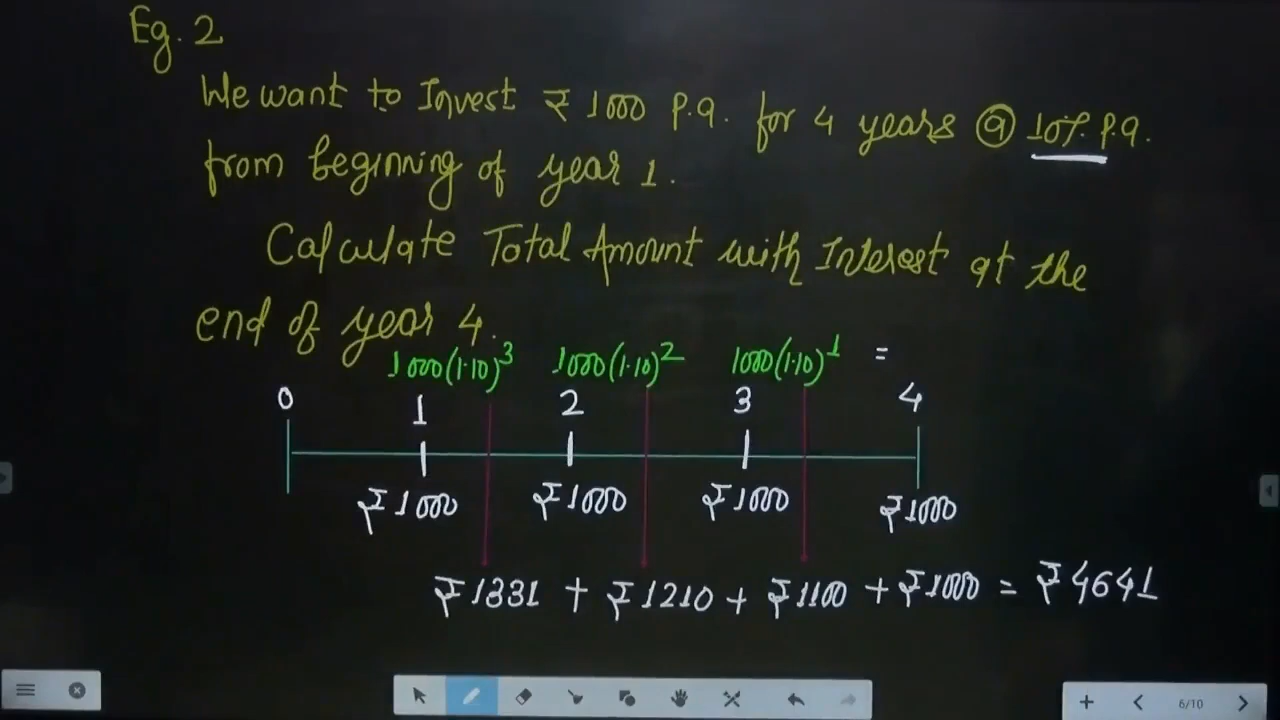 Eg. 2
We want to Invest ₹ 1000 P.a. for 4 years @ 10% P.a.
from beginning of year 1.
Calculate Total Amount with Interest at the
end of year 4.
1000(1.10)^3 1000(1.10)^2 1000(1.10)^1 =
0 1 2 3 4
₹1000 ₹1000 ₹1000 ₹1000
₹1331 + ₹1210 + ₹1100 + ₹1000 = ₹4641
6/10